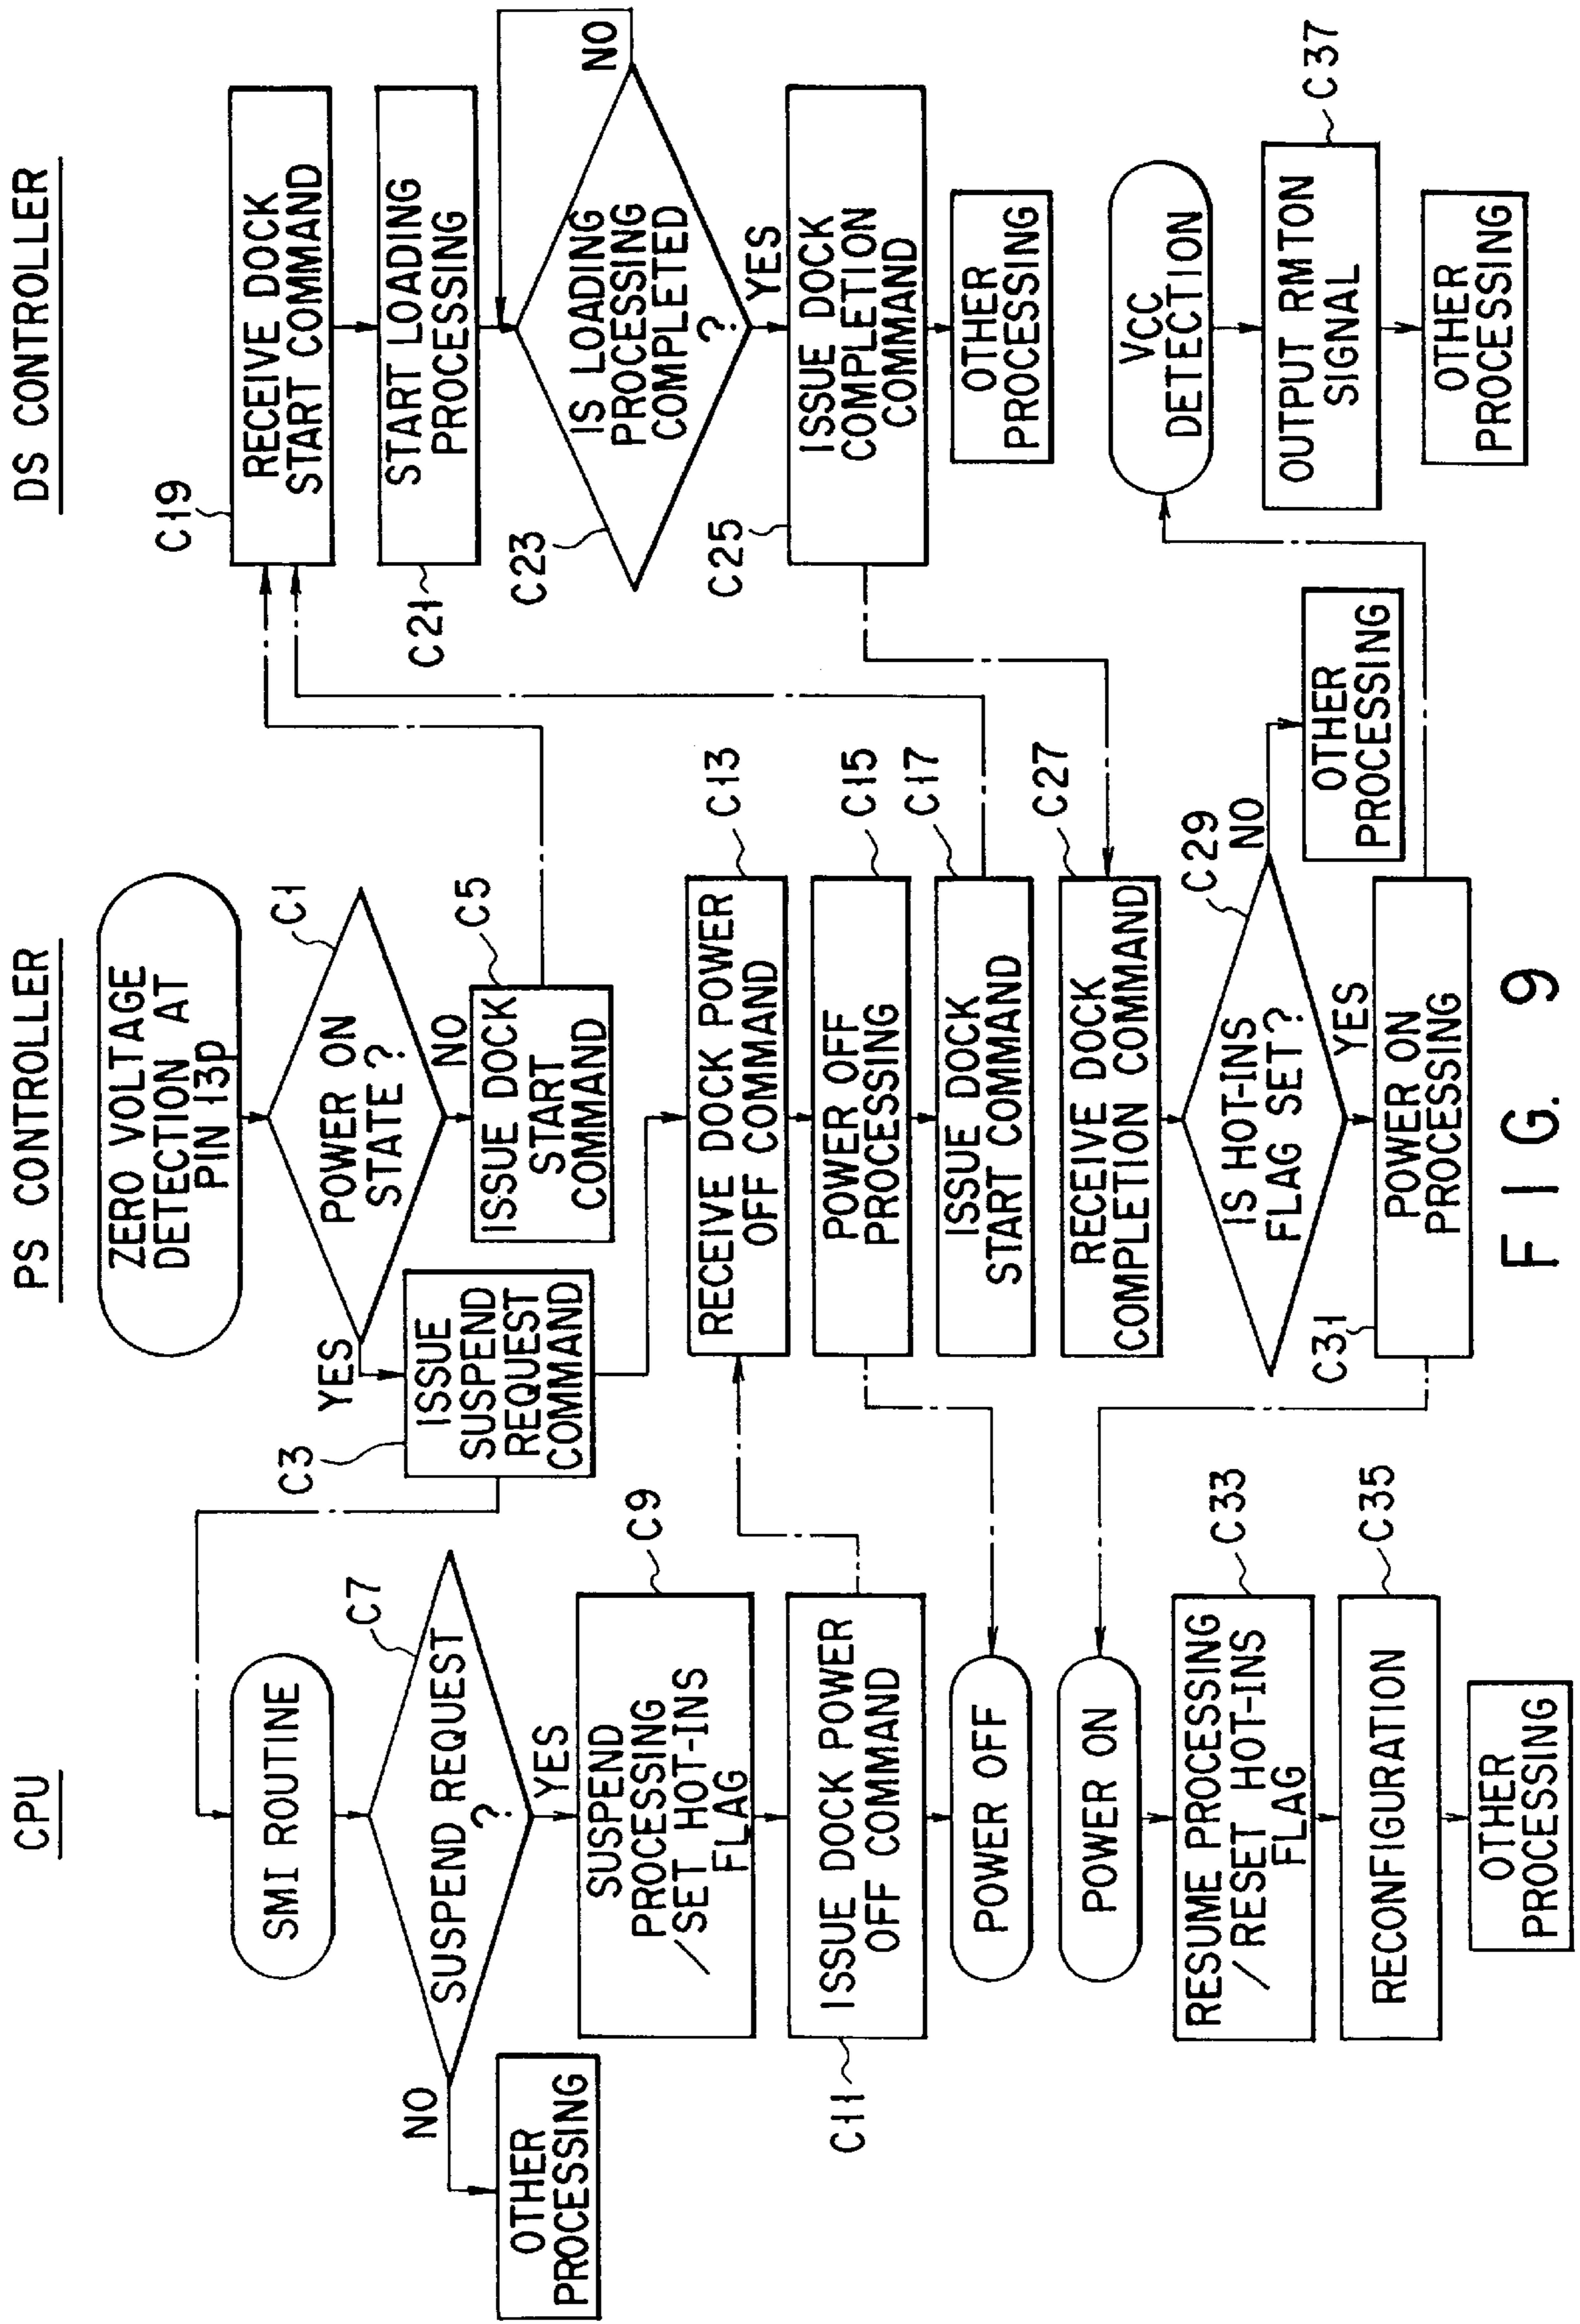 CPU
SMI ROUTINE
C7
SUSPEND REQUEST
?
NO
OTHER
PROCESSING
YES
C9
SUSPEND
PROCESSING
/SET HOT-INS
FLAG
C11
ISSUE DOCK POWER
OFF COMMAND
POWER OFF
POWER ON
C33
RESUME PROCESSING
/RESET HOT-INS
FLAG
C35
RECONFIGURATION
OTHER
PROCESSING
PS CONTROLLER
ZERO VOLTAGE
DETECTION AT
PIN 13p
C1
POWER ON
STATE?
YES
NO
C3
ISSUE
SUSPEND
REQUEST
COMMAND
C5
ISSUE DOCK
START
COMMAND
C13
RECEIVE DOCK POWER
OFF COMMAND
C15
POWER OFF
PROCESSING
C17
ISSUE DOCK
START COMMAND
C27
RECEIVE DOCK
COMPLETION COMMAND
C29
IS HOT-INS
FLAG SET?
NO
OTHER
PROCESSING
YES
C31
POWER ON
PROCESSING
DS CONTROLLER
C19
RECEIVE DOCK
START COMMAND
C21
START LOADING
PROCESSING
C23
IS LOADING
PROCESSING
COMPLETED
?
NO
YES
C25
ISSUE DOCK
COMPLETION
COMMAND
OTHER
PROCESSING
VCC
DETECTION
C37
OUTPUT RMTON
SIGNAL
OTHER
PROCESSING
FIG. 9